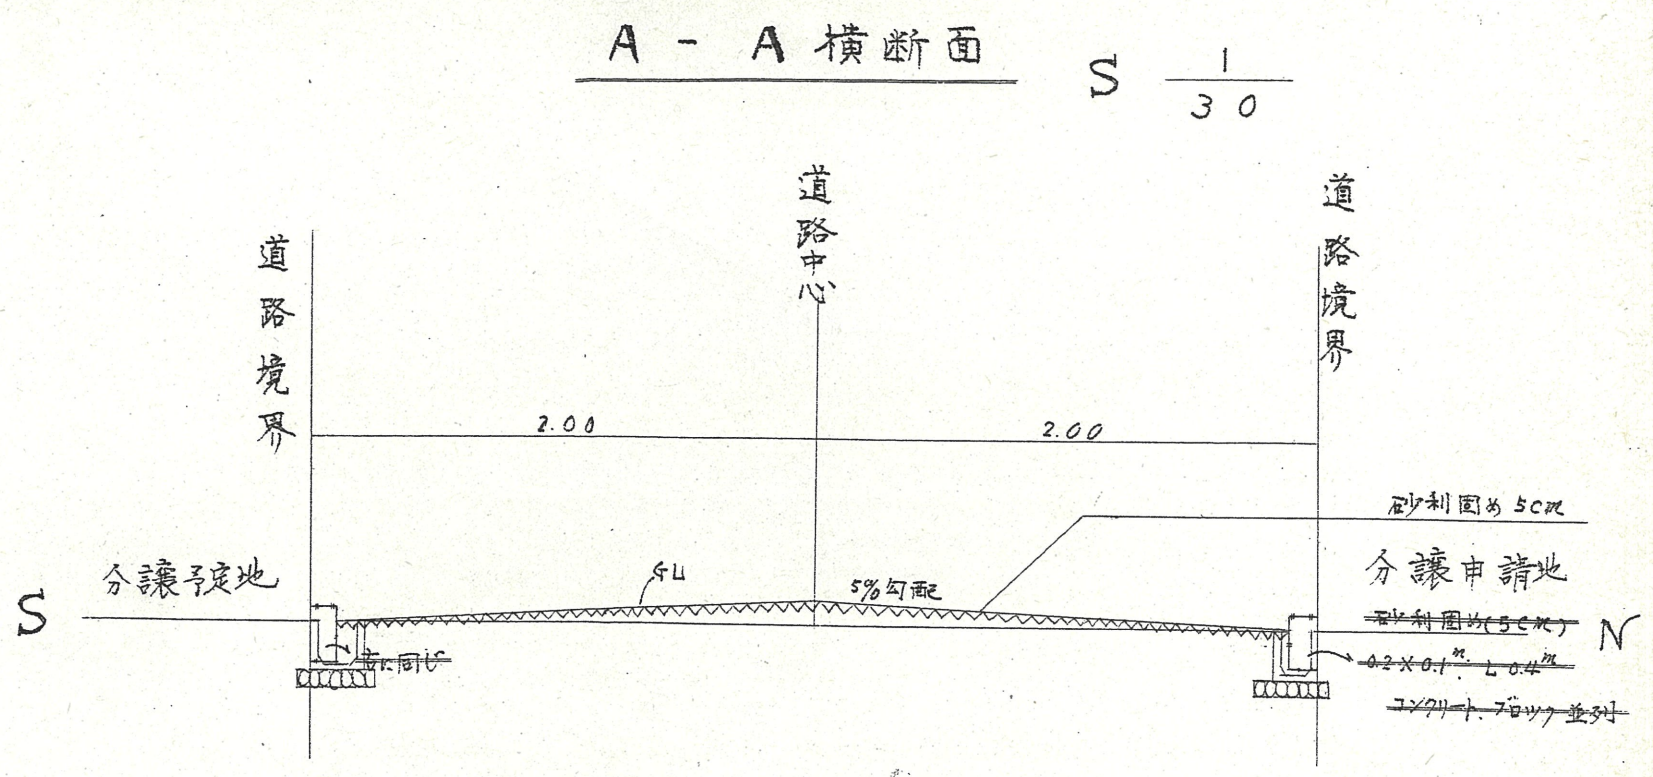 A - A 横断面
S 1/30
道路境界
道路中心
道路境界
2.00
2.00
砂利固め 5cm
分譲予定地
GL
5%勾配
分譲申請地
S
砂利固め(5cm)
N
右に同じ
0.2×0.1m. L 0.4m
コンクリート.ブロック並列